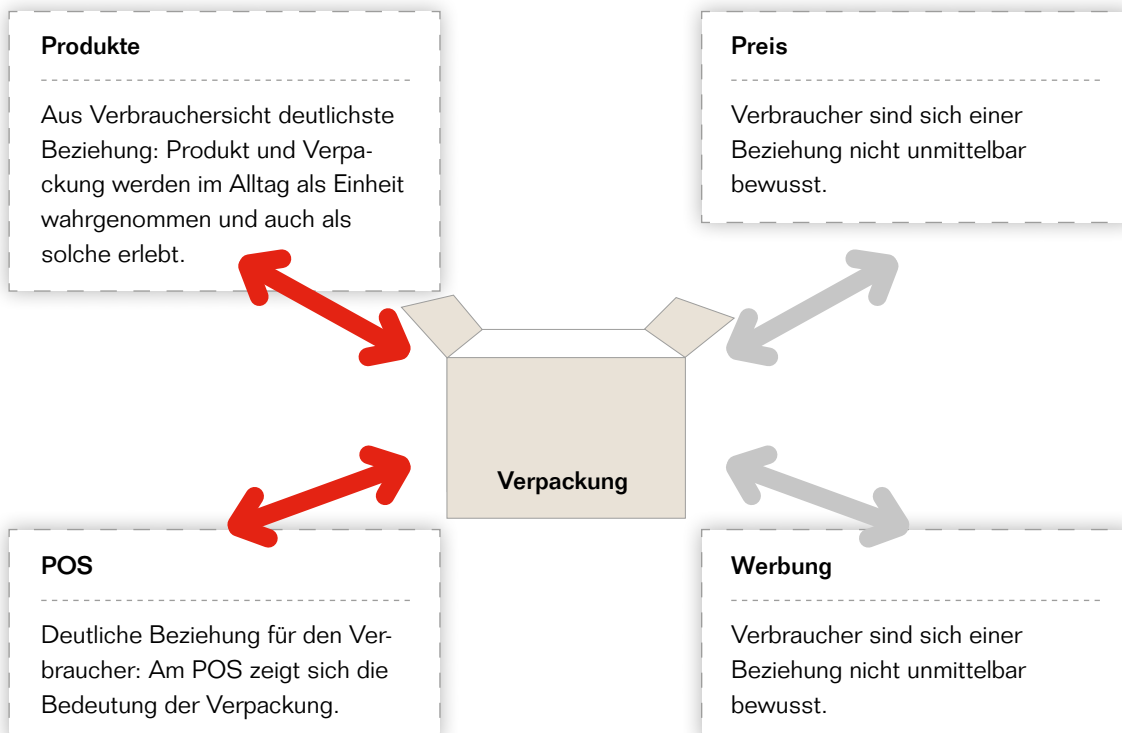 Produkte
Aus Verbrauchersicht deutlichste
Beziehung: Produkt und Verpa-
ckung werden im Alltag als Einheit
wahrgenommen und auch als
solche erlebt.
Preis
Verbraucher sind sich einer
Beziehung nicht unmittelbar
bewusst.
Verpackung
POS
Deutliche Beziehung für den Ver-
braucher: Am POS zeigt sich die
Bedeutung der Verpackung.
Werbung
Verbraucher sind sich einer
Beziehung nicht unmittelbar
bewusst.